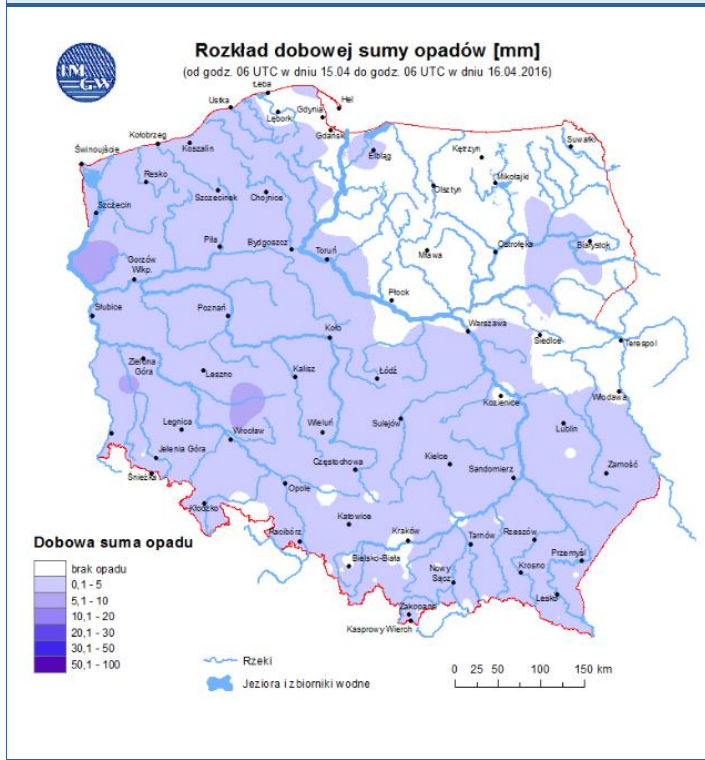 Rozkład dobowej sumy opadów [mm]
(od godz. 06 UTC w dniu 15.04 do godz. 06 UTC w dniu 16.04.2016)
IMGW
Łeba
Ustka
Hel
Gdynia
Lębork
Gdańsk
Kołobrzeg
Koszalin
Świnoujście
Elbląg
Kętrzyn
Suwałki
Resko
Szczecinek
Chojnice
Olsztyn
Mikołajki
Szczecin
Piła
Bydgoszcz
Toruń
Mława
Ostrołęka
Białystok
Gorzów
Wlkp.
Płock
Słubice
Poznań
Koło
Warszawa
Siedlce
Terespol
Zielona
Góra
Leszno
Kalisz
Łódź
Kozienice
Włodawa
Legnica
Wrocław
Wieluń
Sulejów
Lublin
Jelenia Góra
Częstochowa
Kielce
Sandomierz
Zamość
Śnieżka
Opole
Kłodzko
Katowice
Racibórz
Kraków
Tarnów
Rzeszów
Przemyśl
Bielsko-Biała
Nowy
Sącz
Krosno
Lesko
Zakopane
Kasprowy Wierch
Dobowa suma opadu
brak opadu
0,1 - 5
5,1 - 10
10,1 - 20
20,1 - 30
30,1 - 50
50,1 - 100
Rzeki
Jeziora i zbiorniki wodne
0 25 50 100 150 km